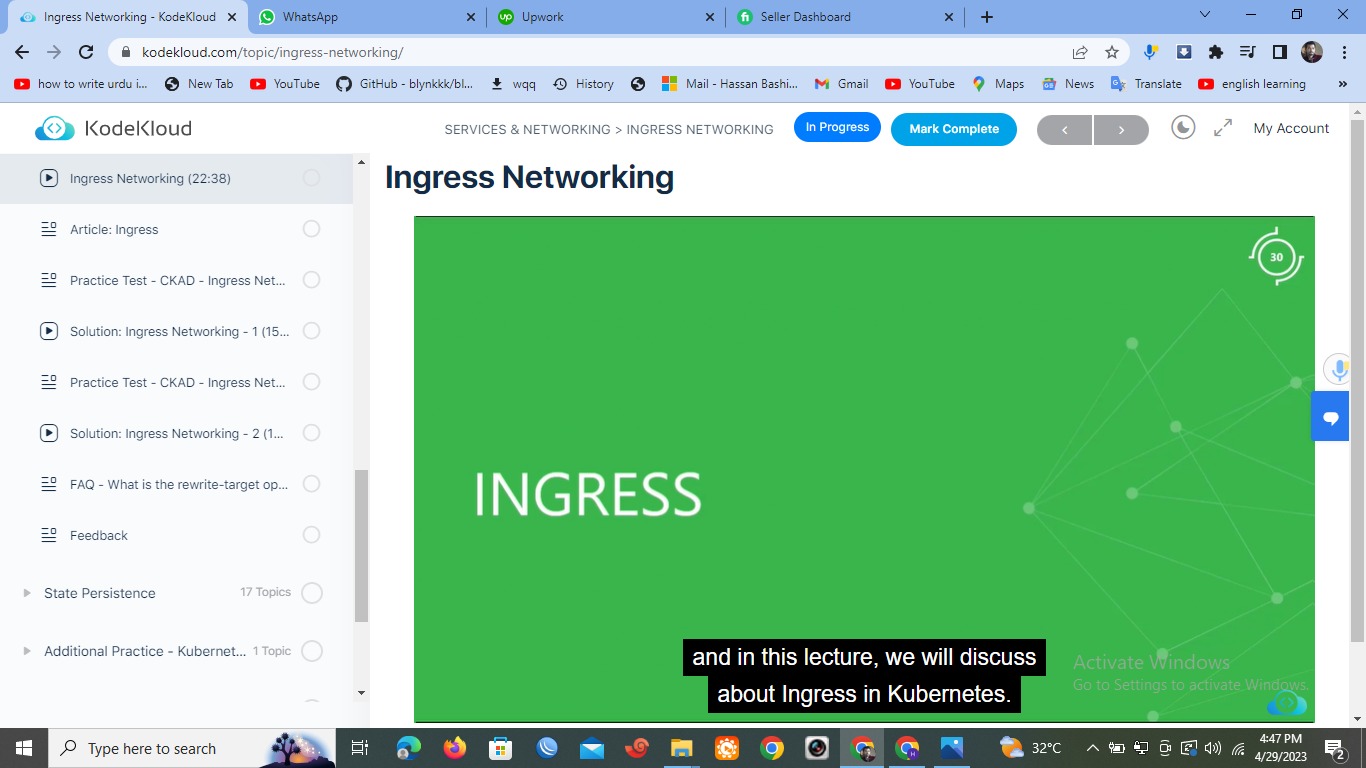 Ingress Networking - KodeKloud
WhatsApp
Upwork
Seller Dashboard
kodekloud.com/topic/ingress-networking/
how to write urdu i...
New Tab
YouTube
GitHub - blynkkk/bl...
wqq
History
Mail - Hassan Bashi...
Gmail
YouTube
Maps
News
Translate
english learning
KodeKloud
SERVICES & NETWORKING > INGRESS NETWORKING
In Progress
Mark Complete
My Account
Ingress Networking (22:38)
Article: Ingress
Practice Test - CKAD - Ingress Net...
Solution: Ingress Networking - 1 (15...
Practice Test - CKAD - Ingress Net...
Solution: Ingress Networking - 2 (1...
FAQ - What is the rewrite-target op...
Feedback
State Persistence 17 Topics
Additional Practice - Kubernet... 1 Topic
Ingress Networking
30
INGRESS
and in this lecture, we will discuss
about Ingress in Kubernetes.
Activate Windows
Go to Settings to activate Windows.
Type here to search
32°C
4:47 PM
4/29/2023
2